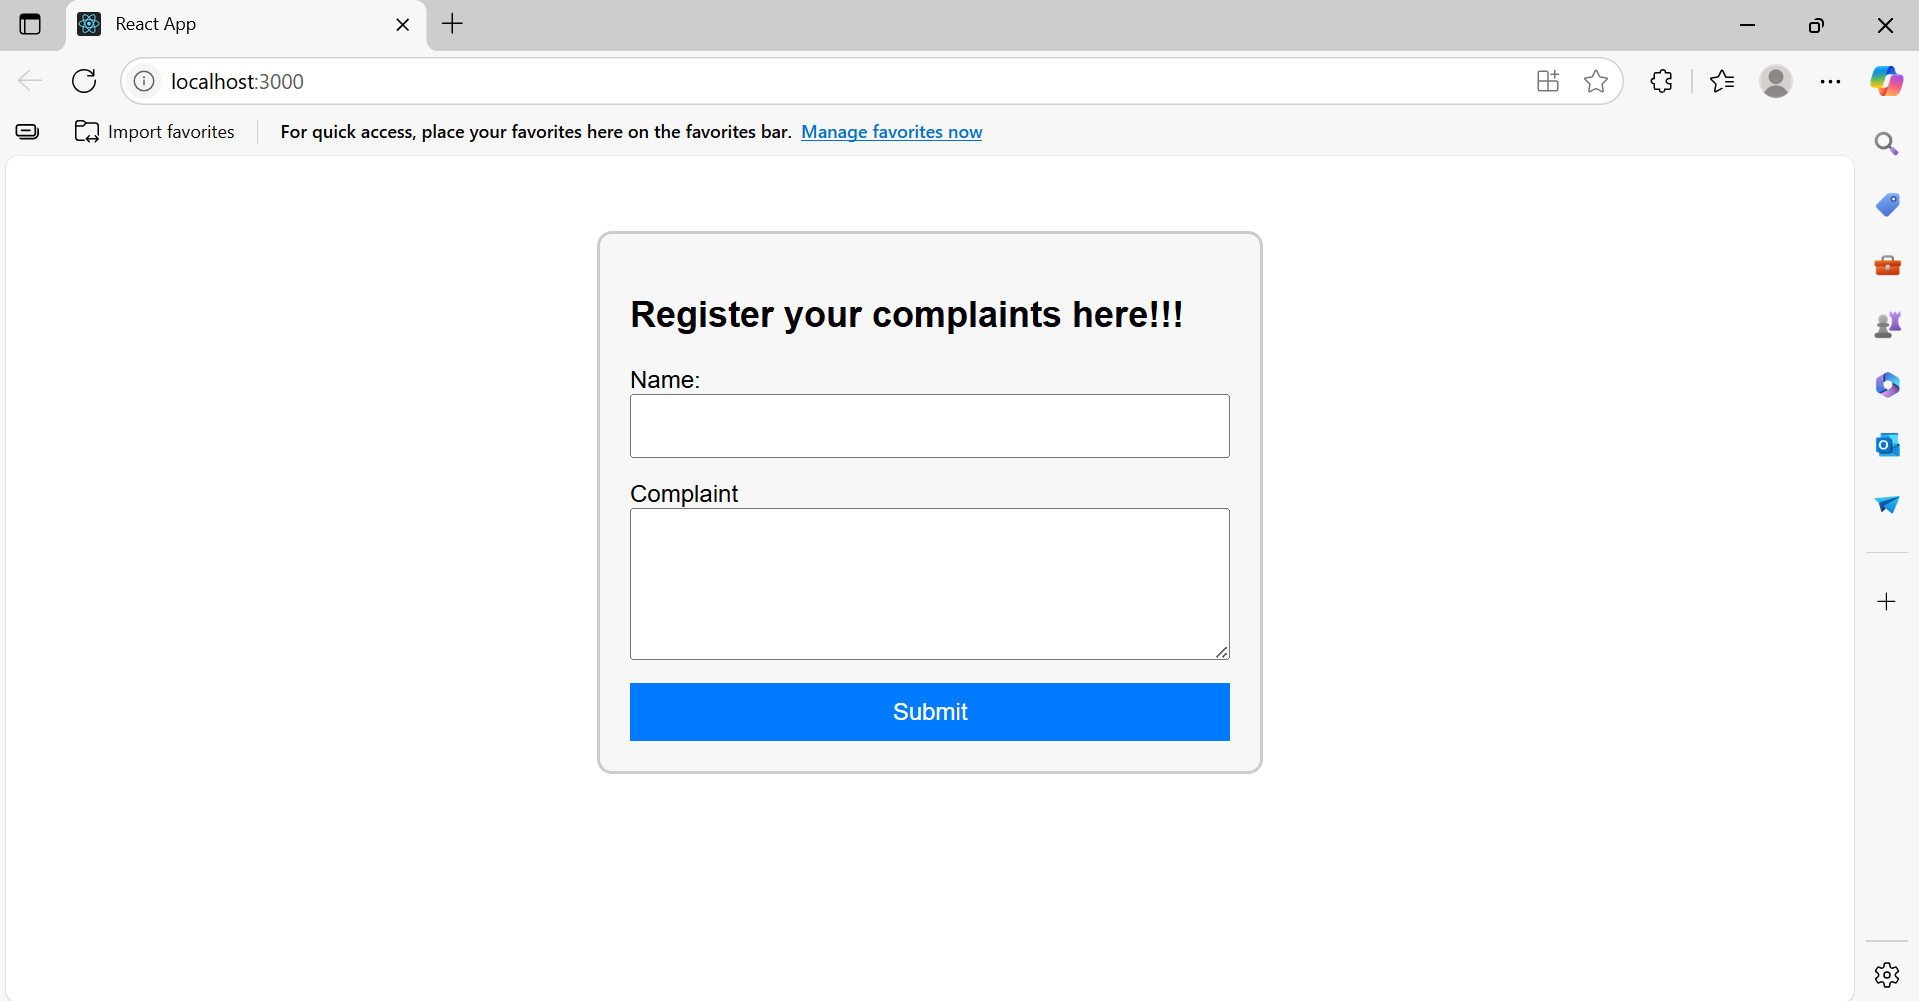 React App
localhost:3000
Import favorites For quick access, place your favorites here on the favorites bar. Manage favorites now
Register your complaints here!!!
Name:
Complaint
Submit